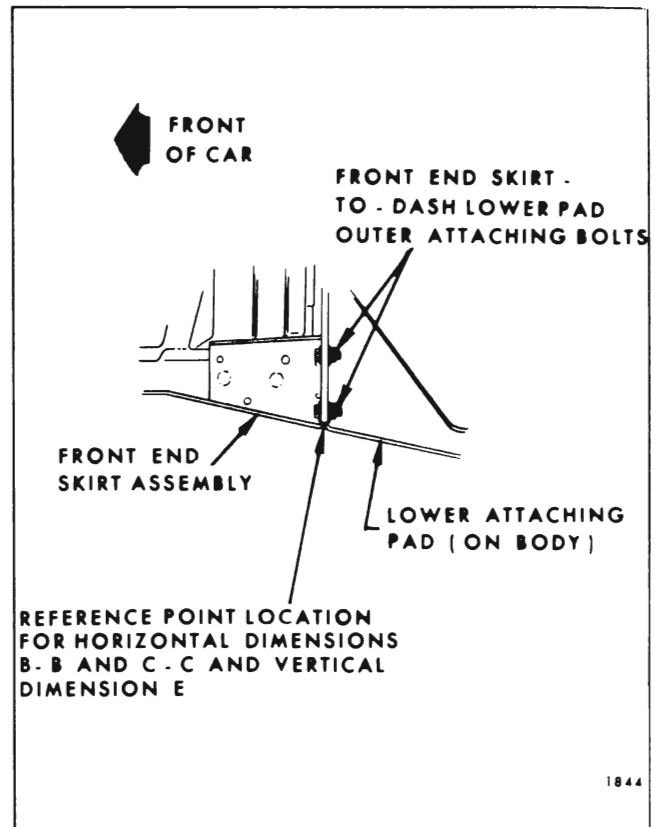 FRONT
OF CAR
FRONT END SKIRT -
TO - DASH LOWER PAD
OUTER ATTACHING BOLTS
FRONT END
SKIRT ASSEMBLY
LOWER ATTACHING
PAD ( ON BODY )
REFERENCE POINT LOCATION
FOR HORIZONTAL DIMENSIONS
B - B AND C - C AND VERTICAL
DIMENSION E
1844